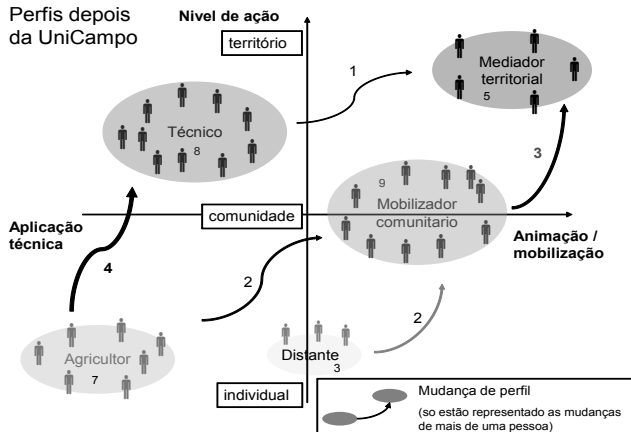 Perfis depois
da UniCampo
Nivel de ação
território
1
Mediador
territorial
5
Técnico
8
3
9
Mobilizador
comunitario
comunidade
Aplicação
técnica
Animação /
mobilização
4
2
2
Agricultor
7
Distante
3
individual
Mudança de perfil
(so estão representado as mudanças
de mais de uma pessoa)